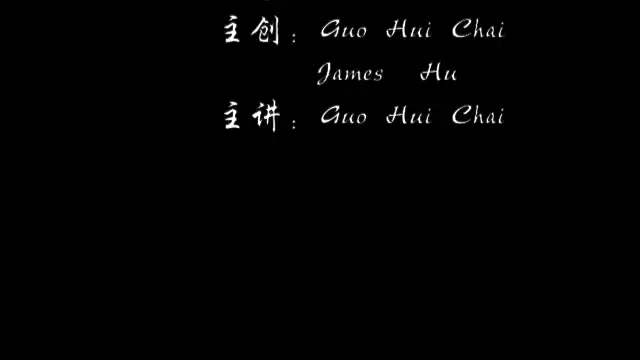 主创：Guo Hui Chai
James Hu
主讲：Guo Hui Chai